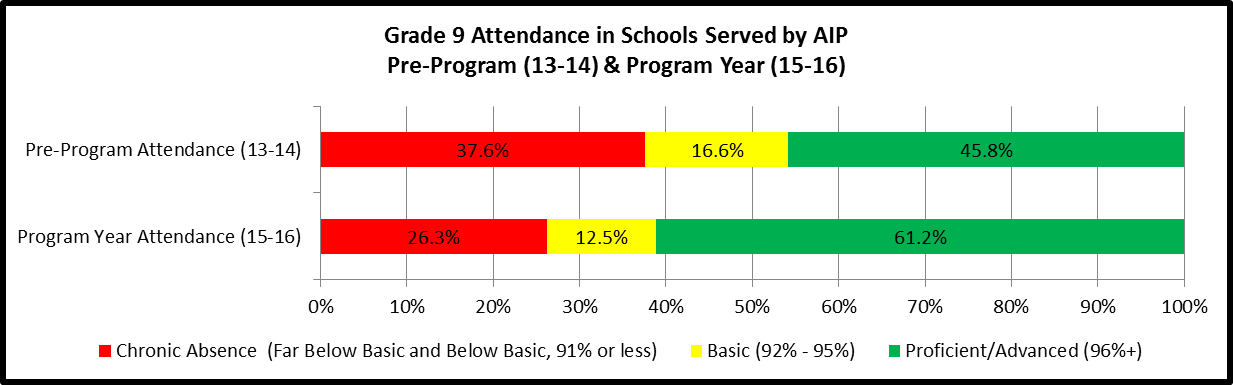 Grade 9 Attendance in Schools Served by AIP
Pre-Program (13-14) & Program Year (15-16)
Pre-Program Attendance (13-14)
37.6% 16.6% 45.8%
Program Year Attendance (15-16)
26.3% 12.5% 61.2%
0% 10% 20% 30% 40% 50% 60% 70% 80% 90% 100%
Chronic Absence  (Far Below Basic and Below Basic, 91% or less) Basic (92% - 95%) Proficient/Advanced (96%+)